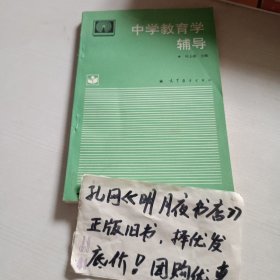 中学教育学
辅导
孔网≪明月夜书店≫
正版旧书，择优发
底价！团购优惠